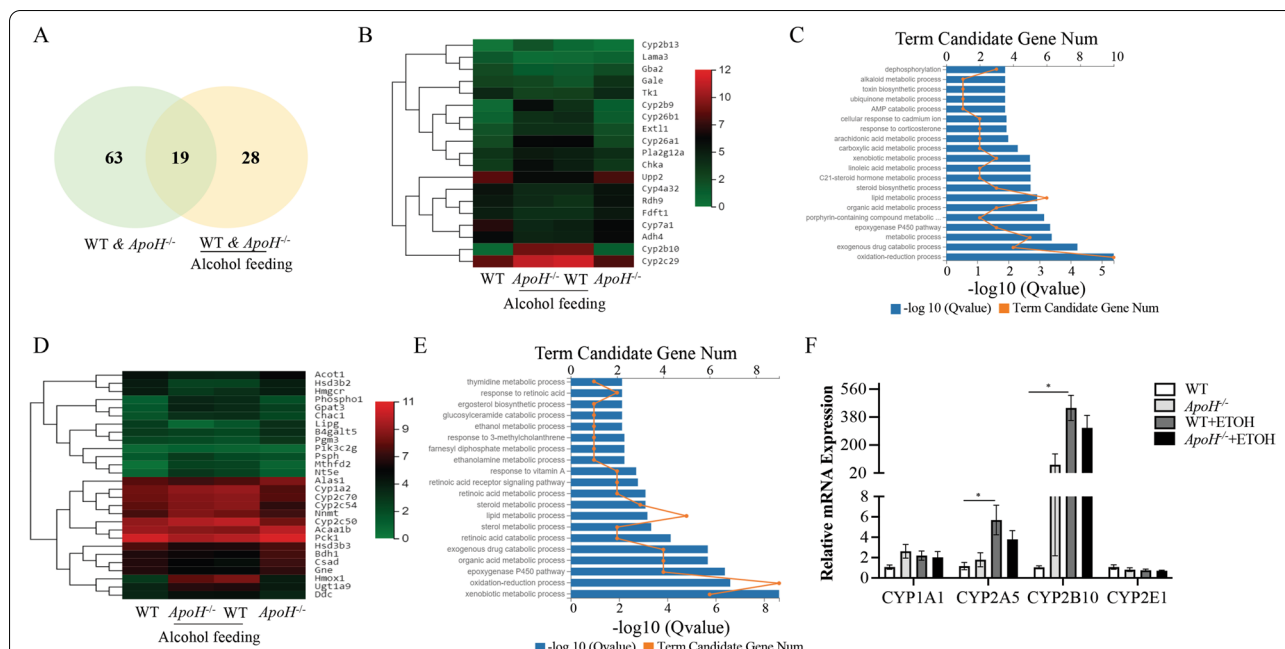 A
63
19
28
WT & ApoH-/-
WT & ApoH-/-
Alcohol feeding
B
Cyp2b13
Lama3
Gba2
Gale
Tk1
Cyp2b9
Cyp26b1
Extl1
Cyp26a1
Pla2g12a
Chka
Upp2
Cyp4a32
Rdh9
Fdft1
Cyp7a1
Adh4
Cyp2b10
Cyp2c29
12
10
8
7
5
3
2
0
WT ApoH-/- WT ApoH-/-
Alcohol feeding
C
Term Candidate Gene Num
0 2 4 6 8 10
dephosphorylation
alkaloid metabolic process
toxin biosynthetic process
ubiquinone metabolic process
AMP catabolic process
cellular response to cadmium ion
response to corticosterone
arachidonic acid metabolic process
carboxylic acid metabolic process
xenobiotic metabolic process
linoleic acid metabolic process
C21-steroid hormone metabolic process
steroid biosynthetic process
lipid metabolic process
organic acid metabolic process
porphyrin-containing compound metabolic ...
epoxygenase P450 pathway
metabolic process
exogenous drug catabolic process
oxidation-reduction process
0 1 2 3 4 5
-log10 (Qvalue)
-log 10 (Qvalue) Term Candidate Gene Num
D
Acot1
Hsd3b2
Hmgcr
Phospho1
Gpat3
Chac1
Lipg
B4galt5
Pgm3
Pik3c2g
Psph
Mthfd2
Nt5e
Alas1
Cyp1a2
Cyp2c70
Cyp2c54
Nnmt
Cyp2c50
Acaa1b
Pck1
Hsd3b3
Bdh1
Csad
Gne
Hmox1
Ugt1a9
Ddc
11
9
7
6
4
2
0
WT ApoH-/- WT ApoH-/-
Alcohol feeding
E
Term Candidate Gene Num
0 2 4 6 8
thymidine metabolic process
response to retinoic acid
ergosterol biosynthetic process
glucosylceramide catabolic process
ethanol metabolic process
response to 3-methylcholanthrene
farnesyl diphosphate metabolic process
ethanolamine metabolic process
response to vitamin A
retinoic acid receptor signaling pathway
retinoic acid metabolic process
steroid metabolic process
lipid metabolic process
sterol metabolic process
retinoic acid catabolic process
exogenous drug catabolic process
organic acid metabolic process
epoxygenase P450 pathway
oxidation-reduction process
xenobiotic metabolic process
0 2 4 6 8
-log10 (Qvalue)
-log 10 (Qvalue) Term Candidate Gene Num
F
Relative mRNA Expression
560
380
200
20
8
6
4
2
0
WT
ApoH-/-
WT+ETOH
ApoH-/-+ETOH
*
*
CYP1A1 CYP2A5 CYP2B10 CYP2E1